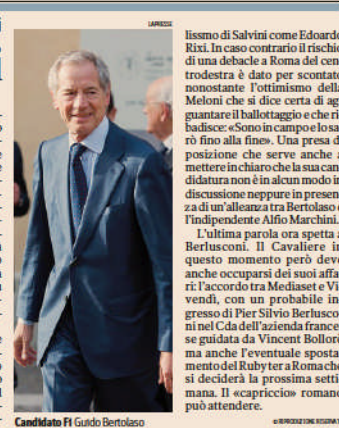 LAPRESSE
lissmo di Salvini come Edoardo
Rixi. In caso contrario il rischio
di una debacle a Roma del cen-
trodestra è dato per scontato
nonostante l'ottimismo della
Meloni che si dice certa di ag-
guantare il ballottaggio e che ri-
badisce: «Sono in campo e lo sa-
rò fino alla fine». Una presa di
posizione che serve anche a
mettere in chiaro che la sua can-
didatura non è in alcun modo in
discussione neppure in presen-
za di un'alleanza tra Bertolaso e
l'indipendente Alfio Marchini.
L'ultima parola ora spetta a
Berlusconi. Il Cavaliere in
questo momento però deve
anche occuparsi dei suoi affa-
ri: l'accordo tra Mediaset e Vi-
vendi, con un probabile in-
gresso di Pier Silvio Berlusco-
ni nel Cda dell'azienda france-
se guidata da Vincent Bollorè
ma anche l'eventuale sposta-
mento del Ruby ter a Roma che
si deciderà la prossima setti-
mana. Il «capriccio» romano
può attendere.
Candidato FI Guido Bertolaso
© RIPRODUZIONE RISERVATA